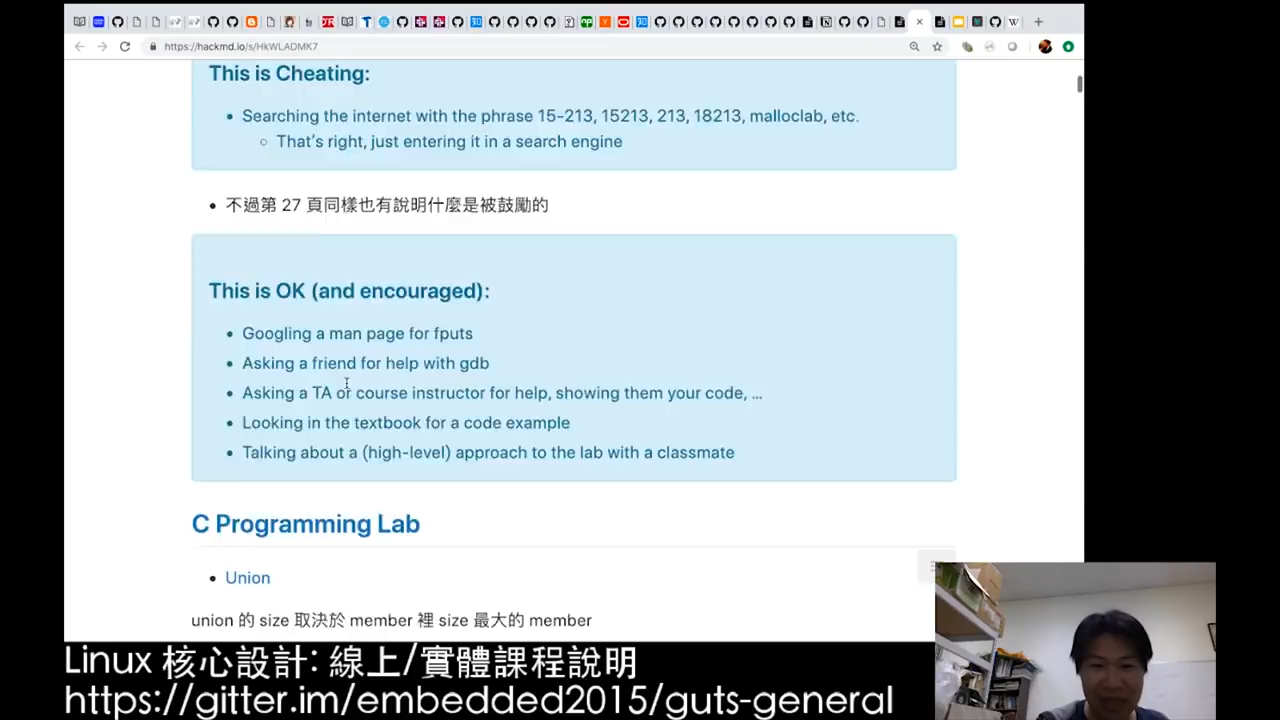 https://hackmd.io/s/HkWLADMK7
This is Cheating:
Searching the internet with the phrase 15-213, 15213, 213, 18213, malloclab, etc.
That's right, just entering it in a search engine
不過第 27 頁同樣也有說明什麼是被鼓勵的
This is OK (and encouraged):
Googling a man page for fputs
Asking a friend for help with gdb
Asking a TA or course instructor for help, showing them your code, ...
Looking in the textbook for a code example
Talking about a (high-level) approach to the lab with a classmate
C Programming Lab
Union
union 的 size 取決於 member 裡 size 最大的 member
Linux 核心設計: 線上/實體課程說明
https://gitter.im/embedded2015/guts-general